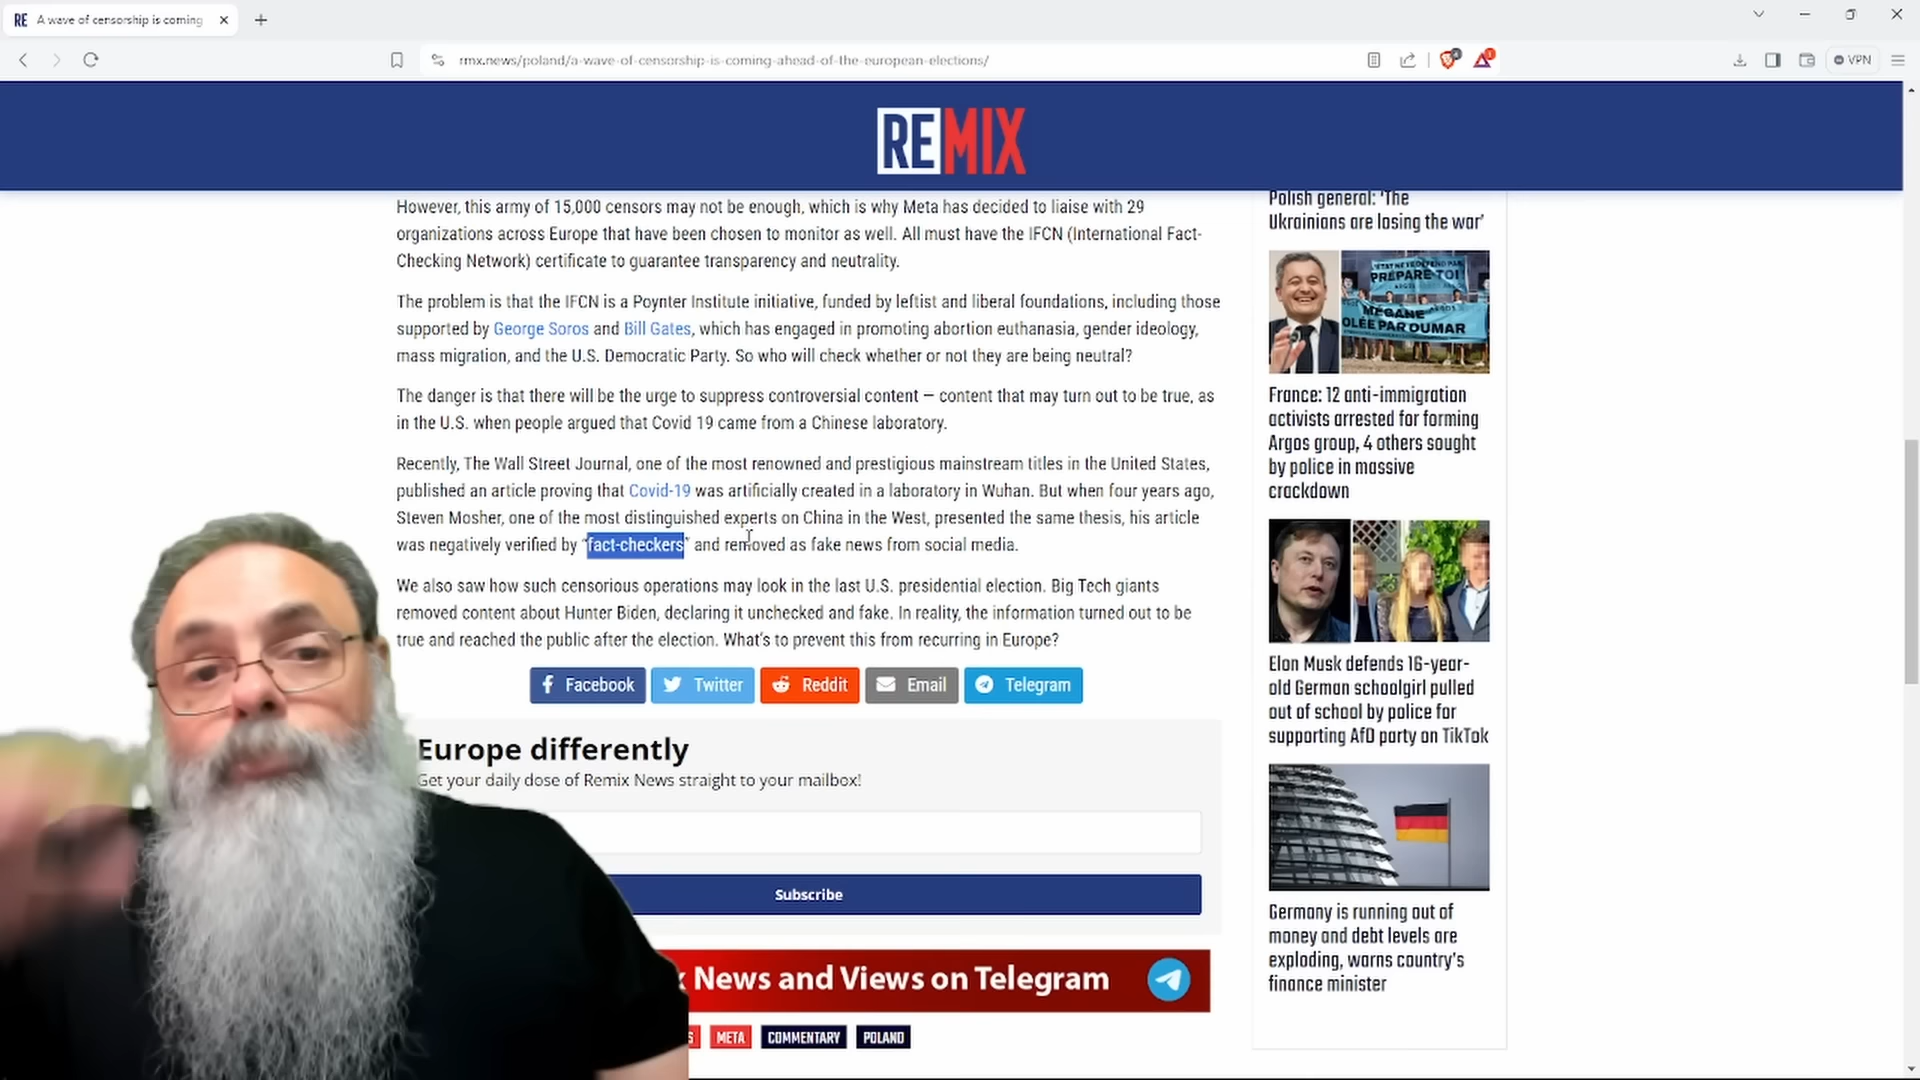 RE A wave of censorship is coming
rmx.news/poland/a-wave-of-censorship-is-coming-ahead-of-the-european-elections/
VPN
REMIX
However, this army of 15,000 censors may not be enough, which is why Meta has decided to liaise with 29
organizations across Europe that have been chosen to monitor as well. All must have the IFCN (International Fact-
Checking Network) certificate to guarantee transparency and neutrality.
The problem is that the IFCN is a Poynter Institute initiative, funded by leftist and liberal foundations, including those
supported by George Soros and Bill Gates, which has engaged in promoting abortion euthanasia, gender ideology,
mass migration, and the U.S. Democratic Party. So who will check whether or not they are being neutral?
The danger is that there will be the urge to suppress controversial content — content that may turn out to be true, as
in the U.S. when people argued that Covid 19 came from a Chinese laboratory.
Recently, The Wall Street Journal, one of the most renowned and prestigious mainstream titles in the United States,
published an article proving that Covid-19 was artificially created in a laboratory in Wuhan. But when four years ago,
Steven Mosher, one of the most distinguished experts on China in the West, presented the same thesis, his article
was negatively verified by “fact-checkers” and removed as fake news from social media.
We also saw how such censorious operations may look in the last U.S. presidential election. Big Tech giants
removed content about Hunter Biden, declaring it unchecked and fake. In reality, the information turned out to be
true and reached the public after the election. What's to prevent this from recurring in Europe?
Facebook Twitter Reddit Email Telegram
Europe differently
Get your daily dose of Remix News straight to your mailbox!
Subscribe
News and Views on Telegram
META COMMENTARY POLAND
Polish general: ‘The
Ukrainians are losing the war’
PREPARE-TOI
MÉGANE
OLÉE PAR OUMAR
France: 12 anti-immigration
activists arrested for forming
Argos group, 4 others sought
by police in massive
crackdown
Elon Musk defends 16-year-
old German schoolgirl pulled
out of school by police for
supporting AfD party on TikTok
Germany is running out of
money and debt levels are
exploding, warns country’s
finance minister